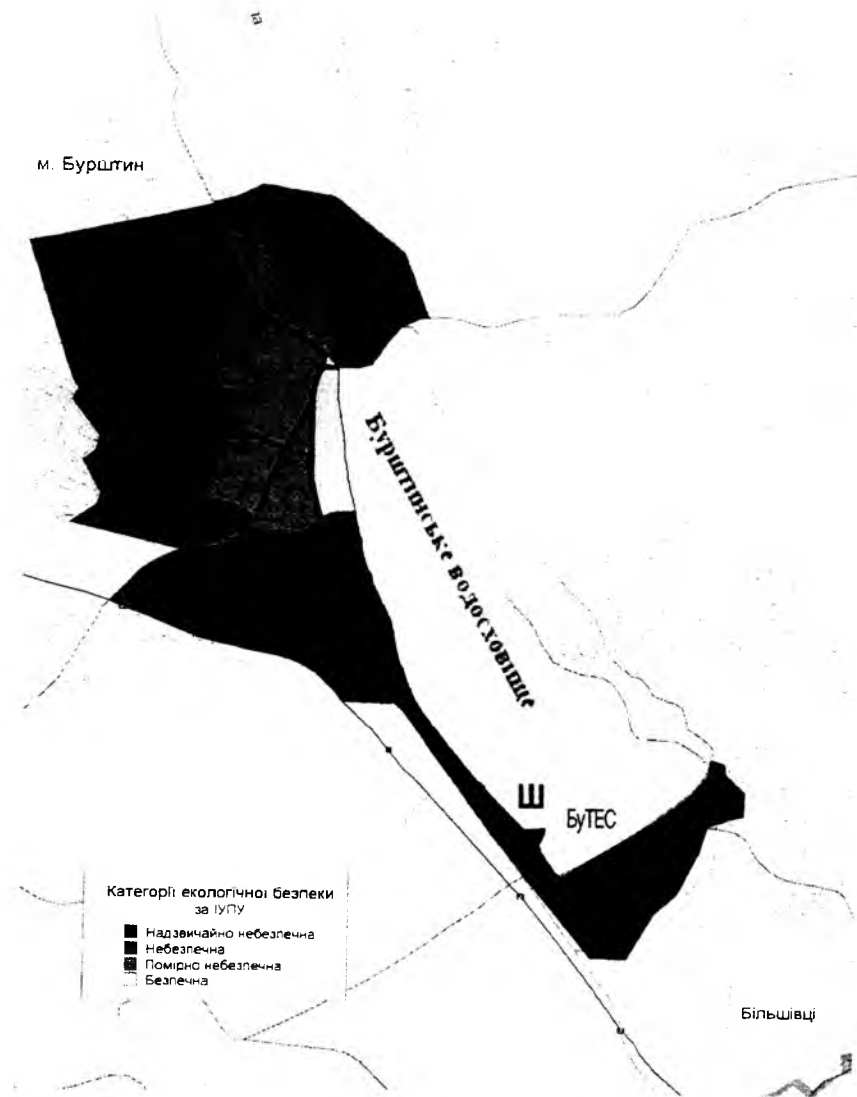 м. Бурштин
Бурштинське водосховище
Ш
БуТЕС
Категорії екологічної безпеки
за ІУПУ
Надзвичайно небезпечна
Небезпечна
Помірно небезпечна
Безпечна
Більшівці